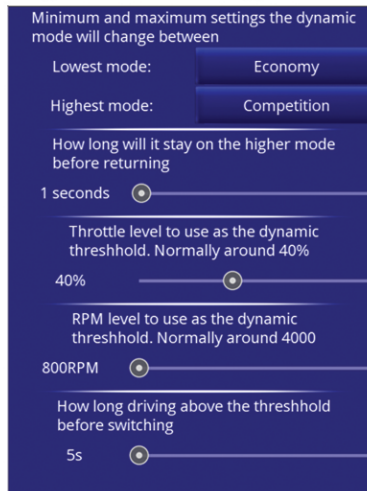 Minimum and maximum settings the dynamic
mode will change between
Lowest mode: Economy
Highest mode: Competition
How long will it stay on the higher mode
before returning
1 seconds
Throttle level to use as the dynamic
threshhold. Normally around 40%
40%
RPM level to use as the dynamic
threshhold. Normally around 4000
800RPM
How long driving above the threshhold
before switching
5s